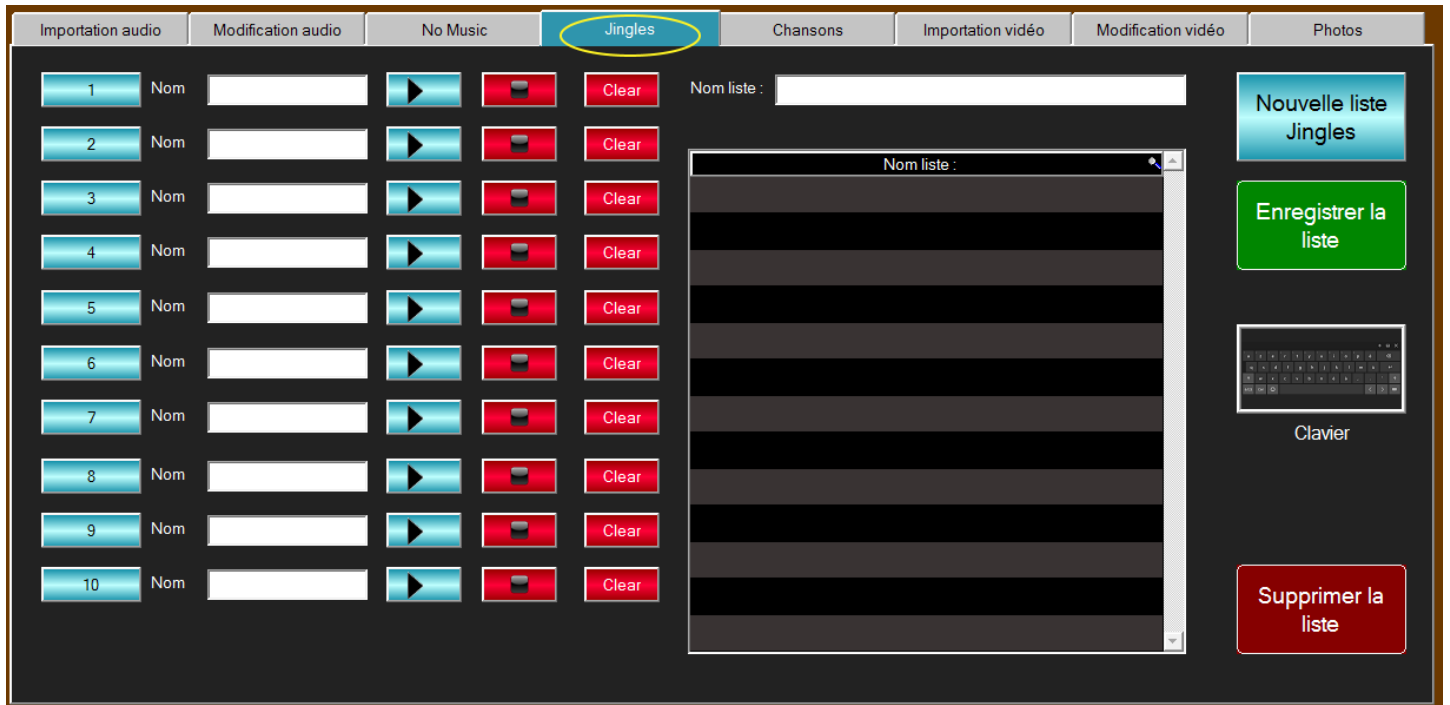 Importation audio
Modification audio
No Music
Jingles
Chansons
Importation vidéo
Modification vidéo
Photos
1 Nom Clear
2 Nom Clear
3 Nom Clear
4 Nom Clear
5 Nom Clear
6 Nom Clear
7 Nom Clear
8 Nom Clear
9 Nom Clear
10 Nom Clear
Nom liste :
Nom liste :
Nouvelle liste
Jingles
Enregistrer la
liste
Clavier
Supprimer la
liste